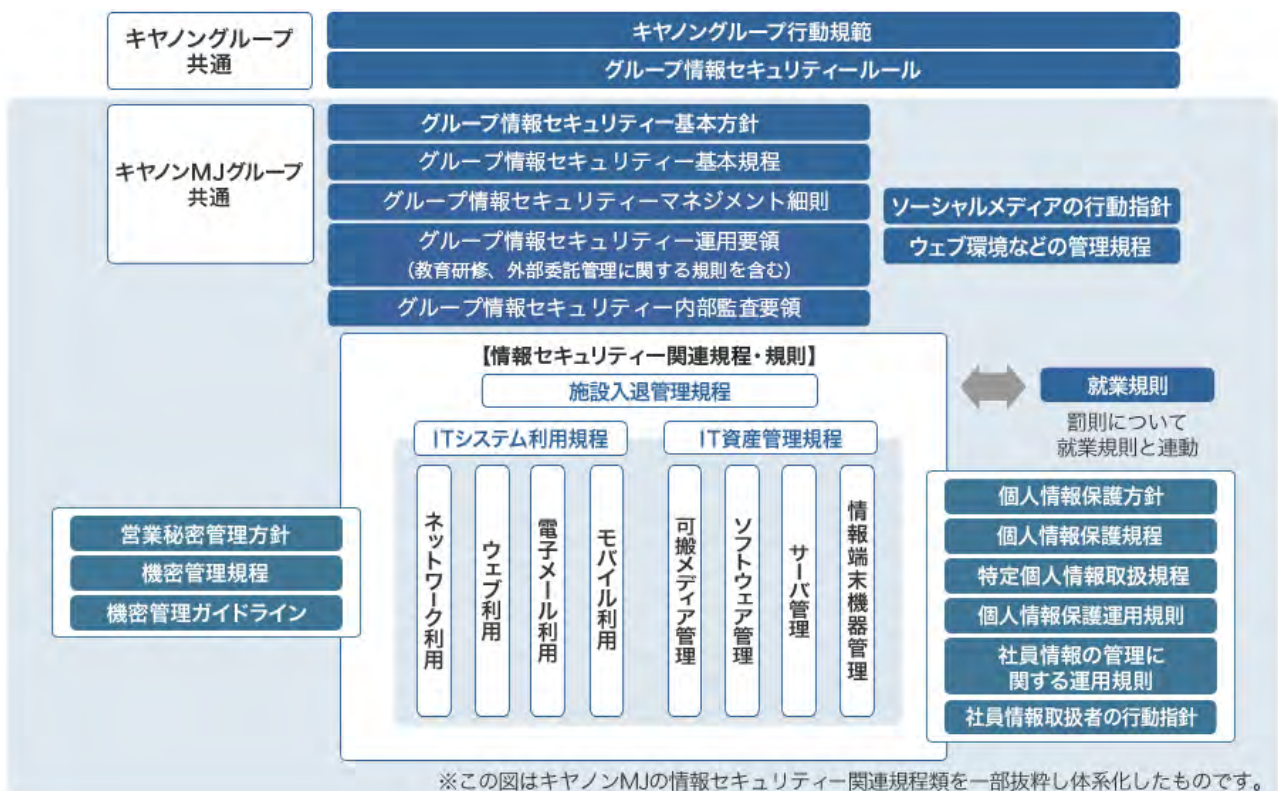 キヤノングループ
共通
キヤノングループ行動規範
グループ情報セキュリティールール
キヤノンMJグループ
共通
グループ情報セキュリティー基本方針
グループ情報セキュリティー基本規程
グループ情報セキュリティーマネジメント細則
グループ情報セキュリティー運用要領
（教育研修、外部委託管理に関する規則を含む）
グループ情報セキュリティー内部監査要領
ソーシャルメディアの行動指針
ウェブ環境などの管理規程
【情報セキュリティー関連規程・規則】
施設入退管理規程
ITシステム利用規程
ネットワーク利用
ウェブ利用
電子メール利用
モバイル利用
IT資産管理規程
可搬メディア管理
ソフトウェア管理
サーバ管理
情報端末機器管理
就業規則
罰則について
就業規則と連動
営業秘密管理方針
機密管理規程
機密管理ガイドライン
個人情報保護方針
個人情報保護規程
特定個人情報取扱規程
個人情報保護運用規則
社員情報の管理に
関する運用規則
社員情報取扱者の行動指針
※この図はキヤノンMJの情報セキュリティー関連規程類を一部抜粋し体系化したものです。